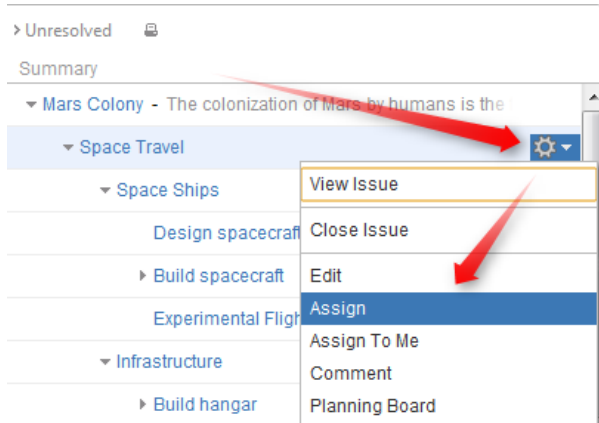 Unresolved
Summary
Mars Colony - The colonization of Mars by humans is the
Space Travel
Space Ships
View Issue
Design spacecraft
Close Issue
Build spacecraft
Edit
Experimental Fligh
Assign
Assign To Me
Infrastructure
Comment
Build hangar
Planning Board